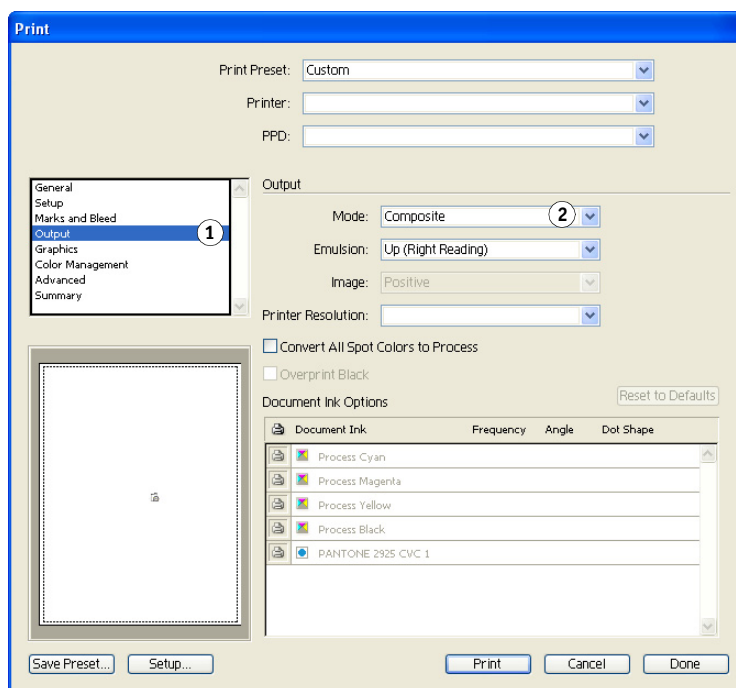 Print
Print Preset: Custom
Printer:
PPD:
General
Setup
Marks and Bleed
Output 1
Graphics
Color Management
Advanced
Summary
Output
Mode: Composite 2
Emulsion: Up (Right Reading)
Image: Positive
Printer Resolution:
Convert All Spot Colors to Process
Overprint Black
Document Ink Options
Reset to Defaults
Document Ink Frequency Angle Dot Shape
Process Cyan
Process Magenta
Process Yellow
Process Black
PANTONE 2925 CVC 1
Save Preset... Setup... Print Cancel Done